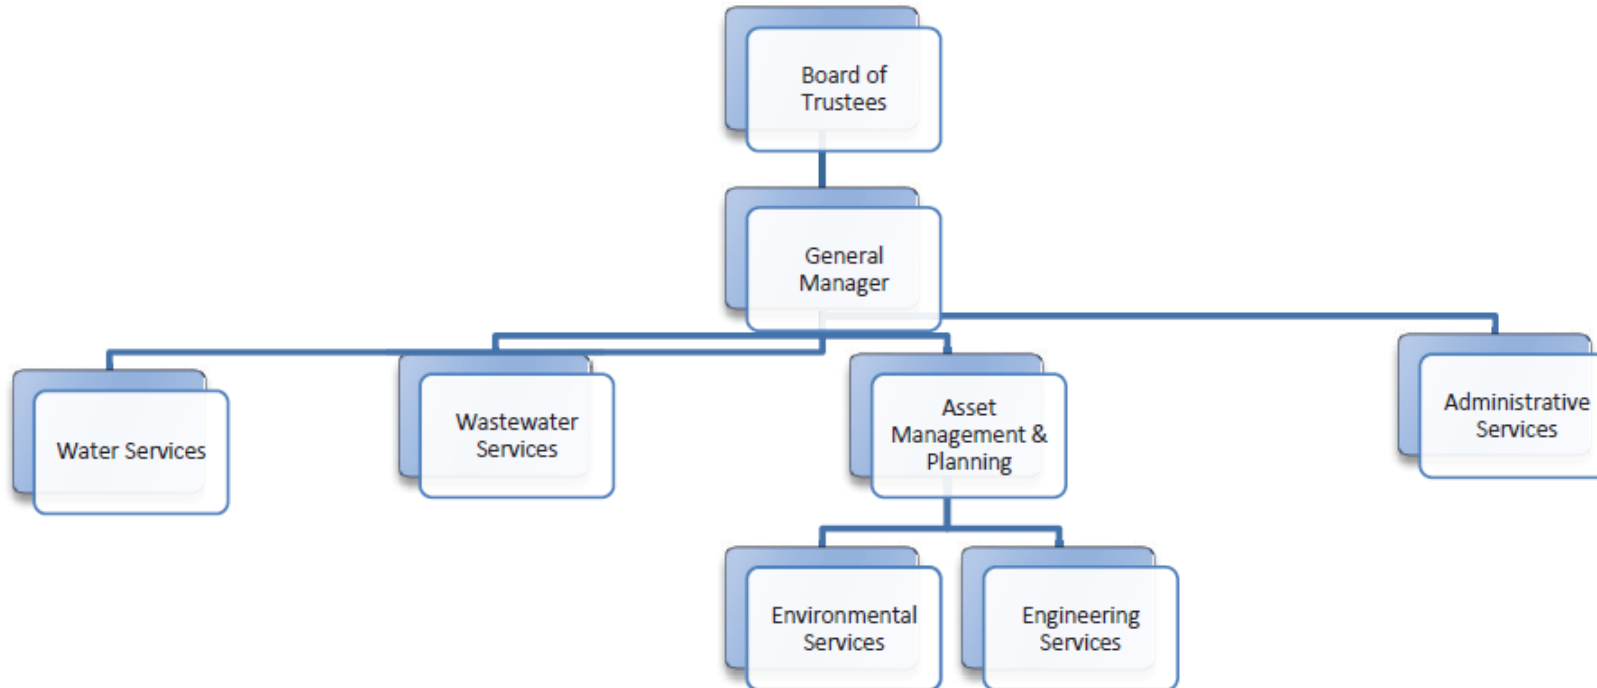 Board of
Trustees
General
Manager
Water Services
Wastewater
Services
Asset
Management &
Planning
Administrative
Services
Environmental
Services
Engineering
Services